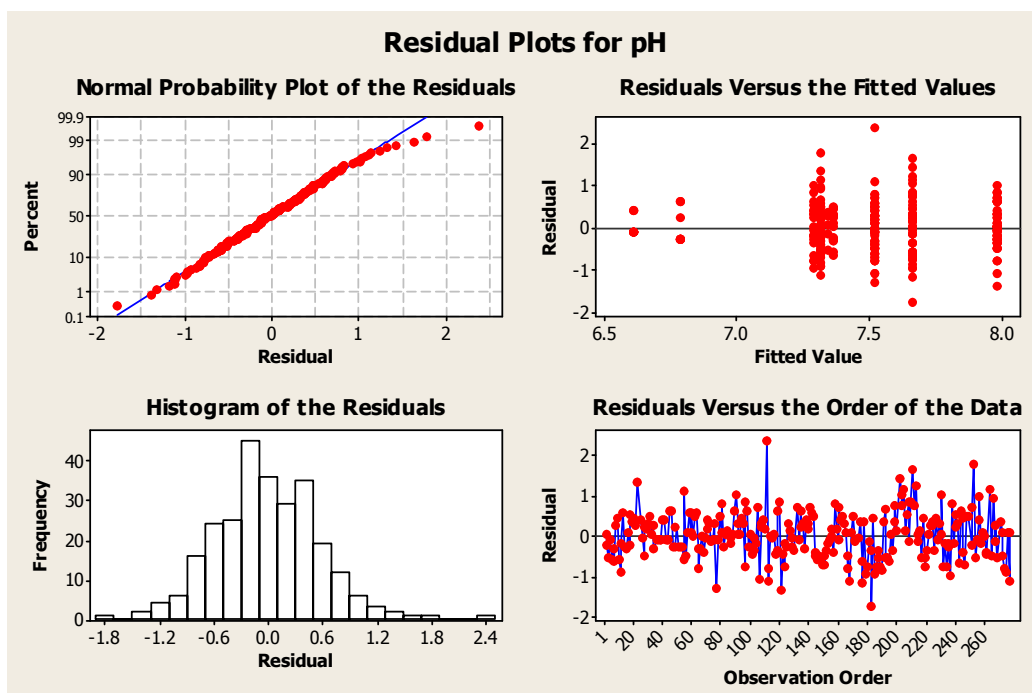 Residual Plots for pH
Normal Probability Plot of the Residuals
99.9
99
90
50
10
1
0.1
Percent
-2 -1 0 1 2
Residual
Residuals Versus the Fitted Values
2
1
0
-1
-2
Residual
6.5 7.0 7.5 8.0
Fitted Value
Histogram of the Residuals
40
30
20
10
0
Frequency
-1.8 -1.2 -0.6 0.0 0.6 1.2 1.8 2.4
Residual
Residuals Versus the Order of the Data
2
1
0
-1
-2
Residual
1 20 40 60 80 100 120 140 160 180 200 220 240 260
Observation Order